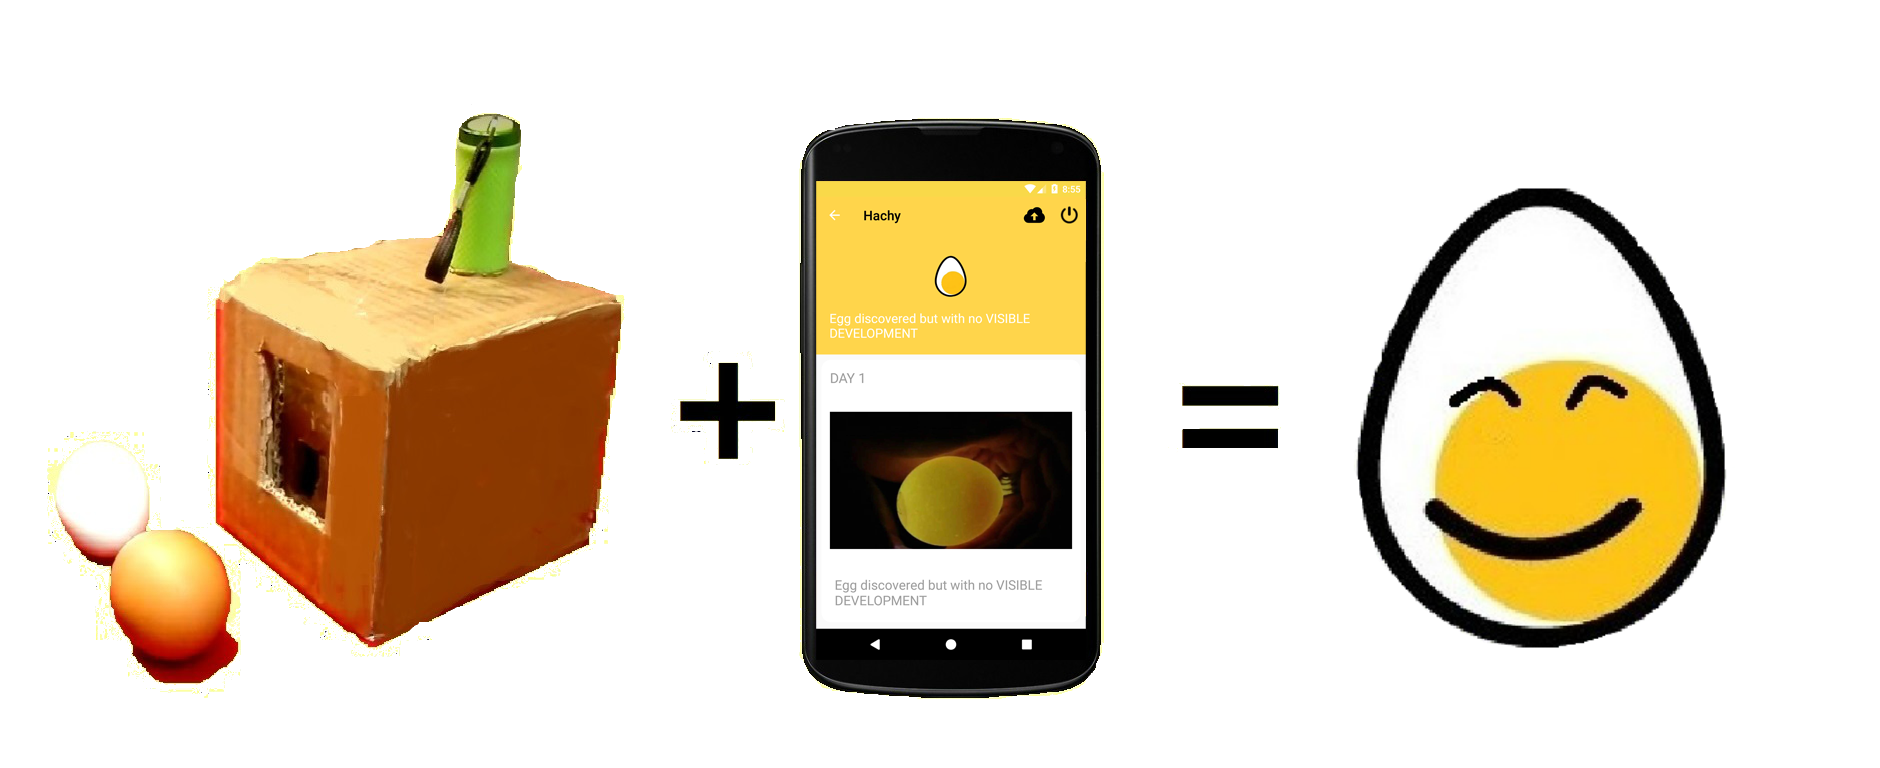 +
=
8:55
Hachy
Egg discovered but with no VISIBLE
DEVELOPMENT
DAY 1
Egg discovered but with no VISIBLE
DEVELOPMENT